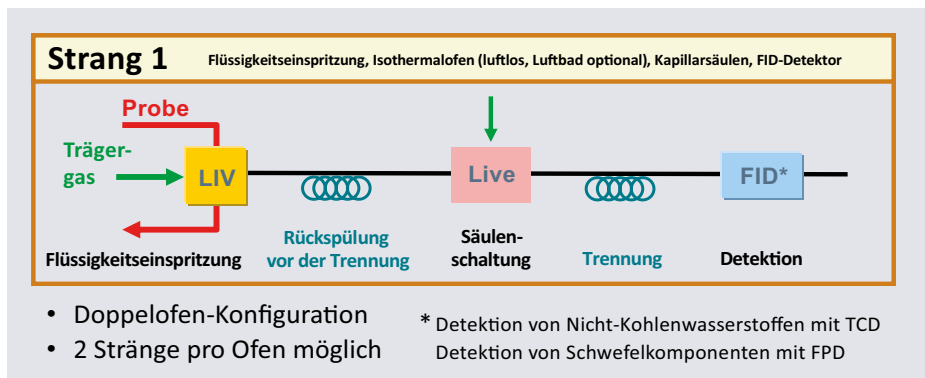 Strang 1
Flüssigkeitseinspritzung, Isothermalofen (luftlos, Luftbad optional), Kapillarsäulen, FID-Detektor
Probe
Träger-
gas
LIV
Live
FID*
Flüssigkeitseinspritzung
Rückspülung
vor der Trennung
Säulen-
schaltung
Trennung
Detektion
• Doppelofen-Konfiguration
• 2 Stränge pro Ofen möglich
* Detektion von Nicht-Kohlenwasserstoffen mit TCD
Detektion von Schwefelkomponenten mit FPD